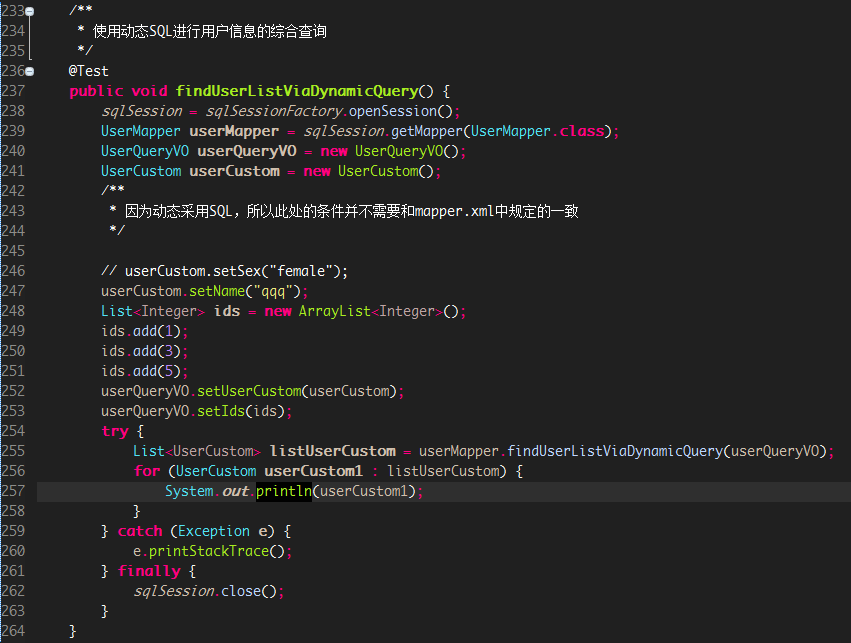 233 /**
234 * 使用动态SQL进行用户信息的综合查询
235 */
236 @Test
237 public void findUserListViaDynamicQuery() {
238 sqlSession = sqlSessionFactory.openSession();
239 UserMapper userMapper = sqlSession.getMapper(UserMapper.class);
240 UserQueryVO userQueryVO = new UserQueryVO();
241 UserCustom userCustom = new UserCustom();
242 /**
243 * 因为动态采用SQL，所以此处的条件并不需要和mapper.xml中规定的一致
244 */
245
246 // userCustom.setSex("female");
247 userCustom.setName("qqq");
248 List<Integer> ids = new ArrayList<Integer>();
249 ids.add(1);
250 ids.add(3);
251 ids.add(5);
252 userQueryVO.setUserCustom(userCustom);
253 userQueryVO.setIds(ids);
254 try {
255 List<UserCustom> listUserCustom = userMapper.findUserListViaDynamicQuery(userQueryVO);
256 for (UserCustom userCustom1 : listUserCustom) {
257 System.out.println(userCustom1);
258 }
259 } catch (Exception e) {
260 e.printStackTrace();
261 } finally {
262 sqlSession.close();
263 }
264 }